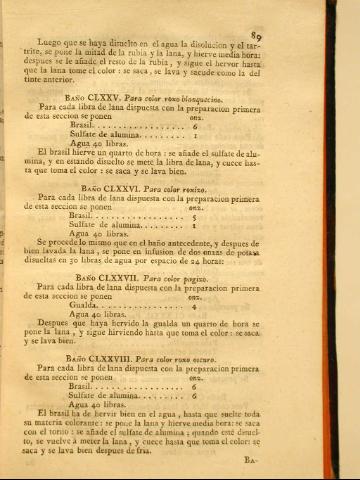 89
Luego que se haya disuelto en el agua la disolucion y el tar-
trite, se pone la mitad de la rubia y la lana, y hierve media hora:
despues se le añade el resto de la rubia, y sigue el hervor hasta
que la lana tome el color: se saca, se lava y sacude como la del
tinte anterior.
BAÑO CLXXV. Para color roxo blanquecino.
Para cada libra de lana dispuesta con la preparacion primera
de esta seccion se ponen onz.
Brasil. . . . . . . . . . . . . . . . . . 6
Sulfate de alumina. . . . . . . . . 1
Agua 40 libras.
El brasil hierve un quarto de hora: se añade el sulfate de alu-
mina, y en estando disuelto se mete la libra de lana, y cuece has-
ta que toma el color: se saca y se lava bien.
BAÑO CLXXVI. Para color roxizo.
Para cada libra de lana dispuesta con la preparacion primera
de esta seccion se ponen onz.
Brasil. . . . . . . . . . . . . . . . . . 5
Sulfate de alumina. . . . . . . . . 1
Agua 40 libras.
Se procede lo mismo que en el baño antecedente, y despues de
bien lavada la lana, se pone en infusion de dos onzas de potasa
disueltas en 30 libras de agua por espacio de 24 horas:
BAÑO CLXXVII. Para color pagizo.
Para cada libra de lana dispuesta con la preparacion primera
de esta seccion se ponen onz.
Gualda. . . . . . . . . . . . . . . . . 4
Agua 40 libras.
Despues que haya hervido la gualda un quarto de hora se
pone la lana, y sigue hirviendo hasta que toma el color: se saca
y se lava bien.
BAÑO CLXXVIII. Para color roxo oscuro.
Para cada libra de lana dispuesta con la preparacion primera
de esta seccion se ponen onz.
Brasil. . . . . . . . . . . . . . . . . . 6
Sulfate de alumina. . . . . . . . . 6
Agua 40 libras.
El brasil ha de hervir bien en el agua, hasta que suelte toda
su materia colorante: se pone la lana y hierve media hora: se saca
con el torno: se añade el sulfate de alumina; quando esté disuel-
to, se vuelve á meter la lana, y cuece hasta que toma el color: se
saca y se lava bien despues de fria.
BA-